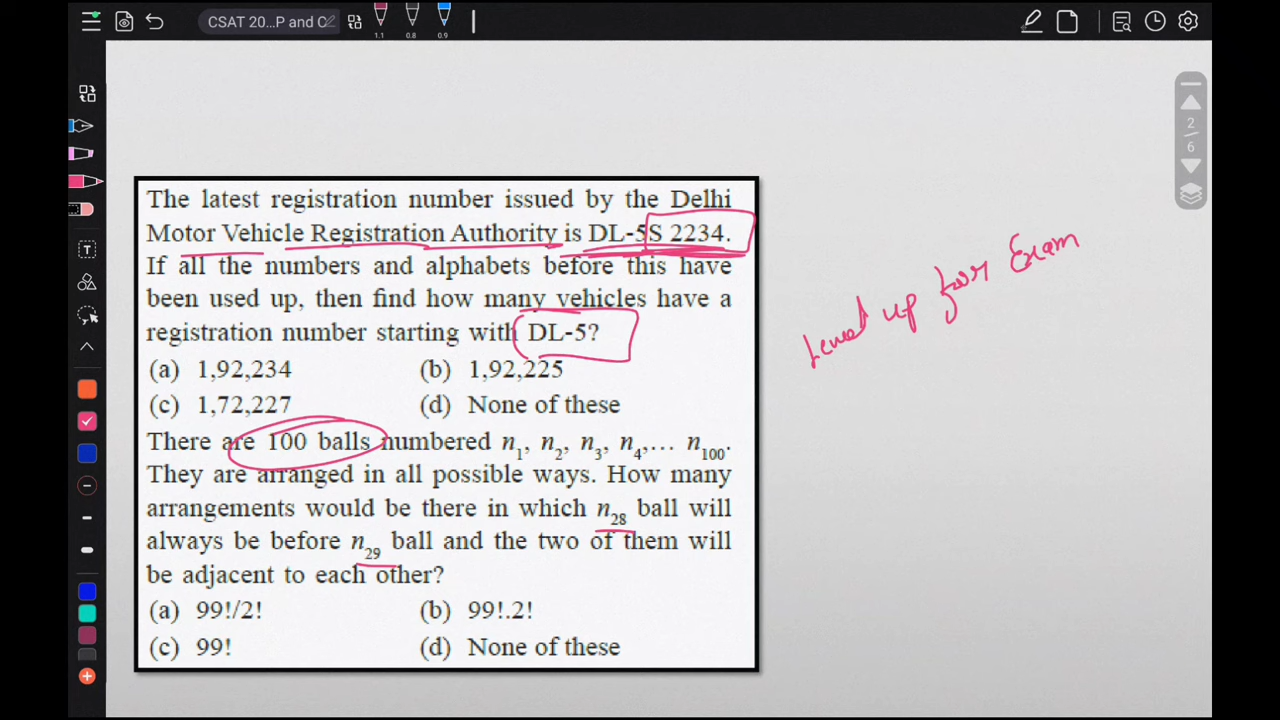 CSAT 20...P and C
1.1
0.8
0.9
The latest registration number issued by the Delhi
Motor Vehicle Registration Authority is DL-5S 2234.
If all the numbers and alphabets before this have
been used up, then find how many vehicles have a
registration number starting with DL-5?
(a) 1,92,234 (b) 1,92,225
(c) 1,72,227 (d) None of these
There are 100 balls numbered n₁, n₂, n₃, n₄,… n₁₀₀.
They are arranged in all possible ways. How many
arrangements would be there in which n₂₈ ball will
always be before n₂₉ ball and the two of them will
be adjacent to each other?
(a) 99!/2! (b) 99!.2!
(c) 99! (d) None of these
Level up for Exam
2
6
T